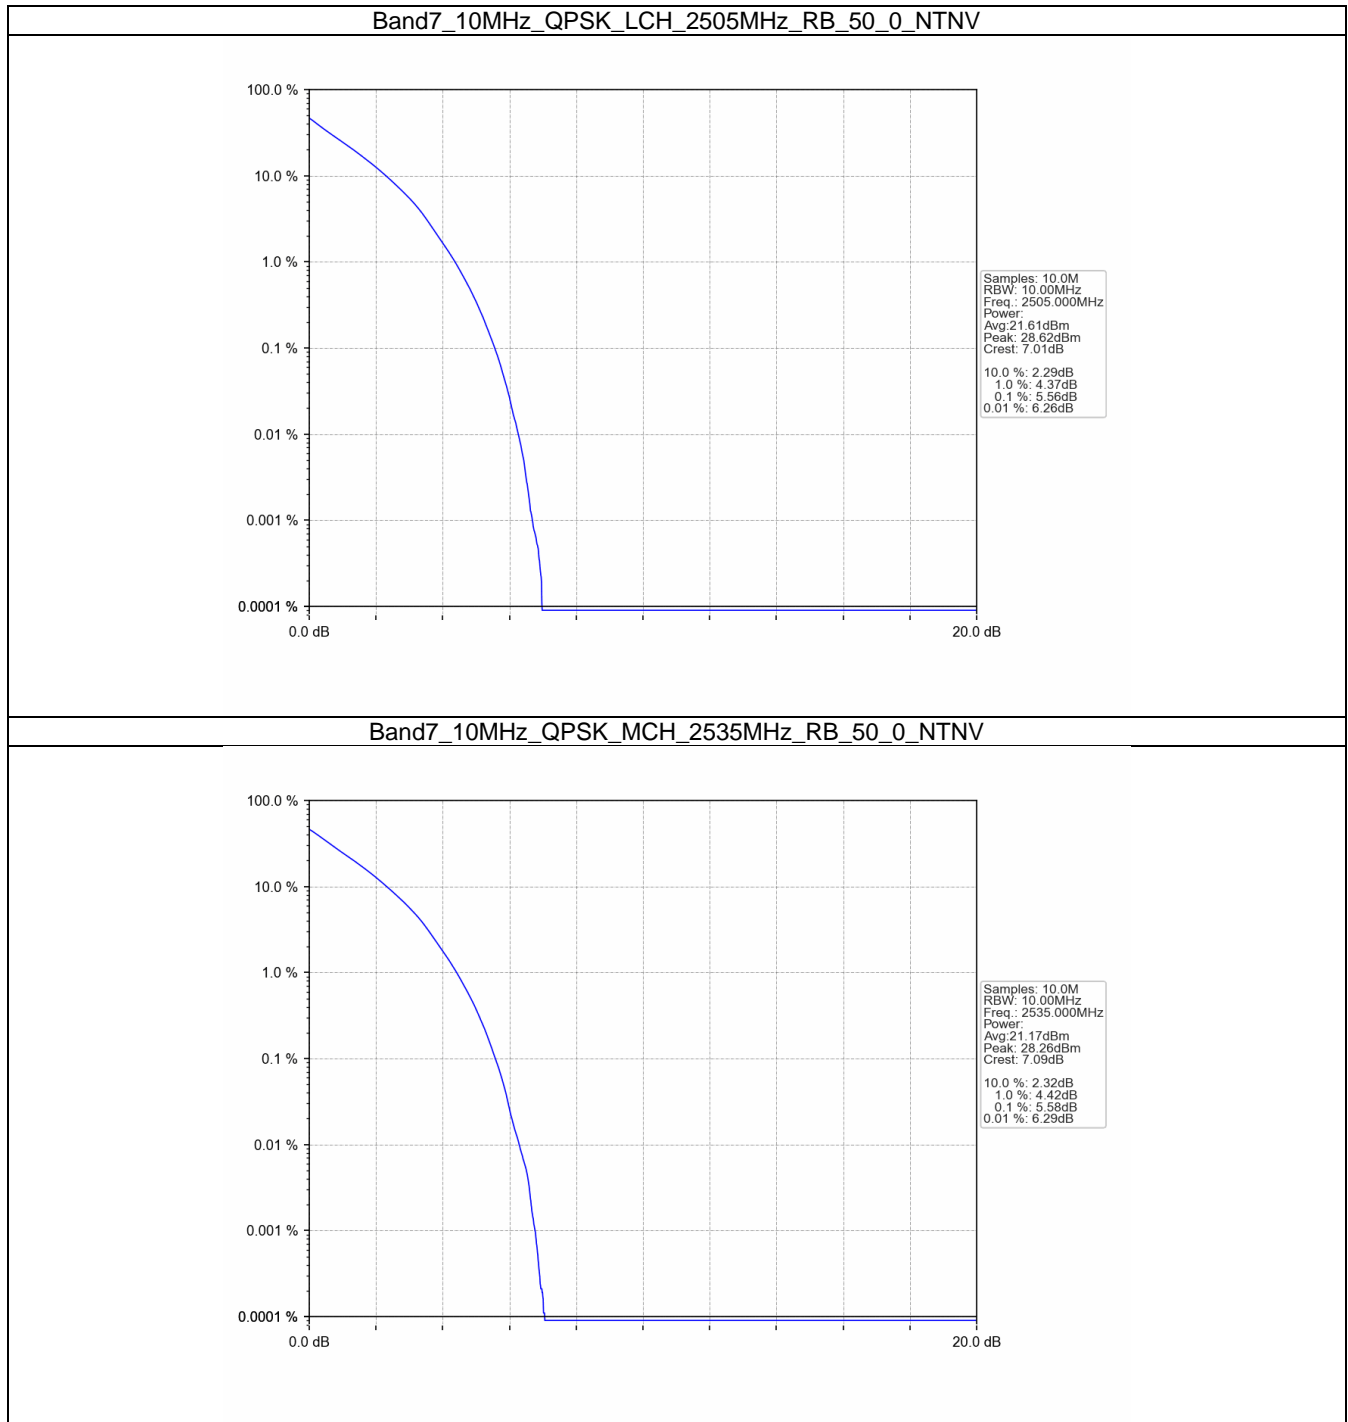 Band7_10MHz_QPSK_LCH_2505MHz_RB_50_0_NTNV
100.0 %
10.0 %
1.0 %
0.1 %
0.01 %
0.001 %
0.0001 %
0.0 dB
20.0 dB
Samples: 10.0M
RBW: 10.00MHz
Freq.: 2505.000MHz
Power:
Avg:21.61dBm
Peak: 28.62dBm
Crest: 7.01dB
10.0 %: 2.29dB
1.0 %: 4.37dB
0.1 %: 5.56dB
0.01 %: 6.26dB
Band7_10MHz_QPSK_MCH_2535MHz_RB_50_0_NTNV
100.0 %
10.0 %
1.0 %
0.1 %
0.01 %
0.001 %
0.0001 %
0.0 dB
20.0 dB
Samples: 10.0M
RBW: 10.00MHz
Freq.: 2535.000MHz
Power:
Avg:21.17dBm
Peak: 28.26dBm
Crest: 7.09dB
10.0 %: 2.32dB
1.0 %: 4.42dB
0.1 %: 5.58dB
0.01 %: 6.29dB